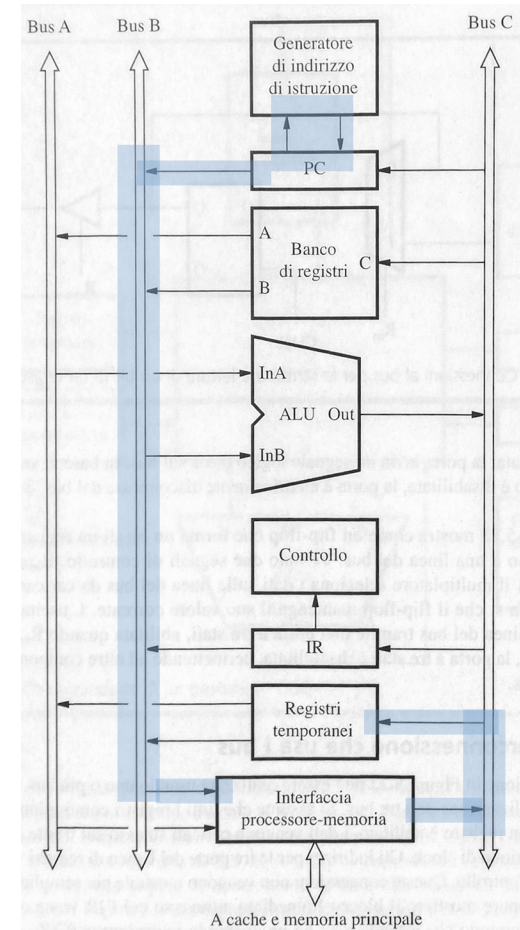 Bus A
Bus B
Bus C
Generatore
di indirizzo
di istruzione
PC
A
Banco
di registri
C
B
InA
ALU
Out
InB
Controllo
IR
Registri
temporanei
Interfaccia
processore-memoria
A cache e memoria principale